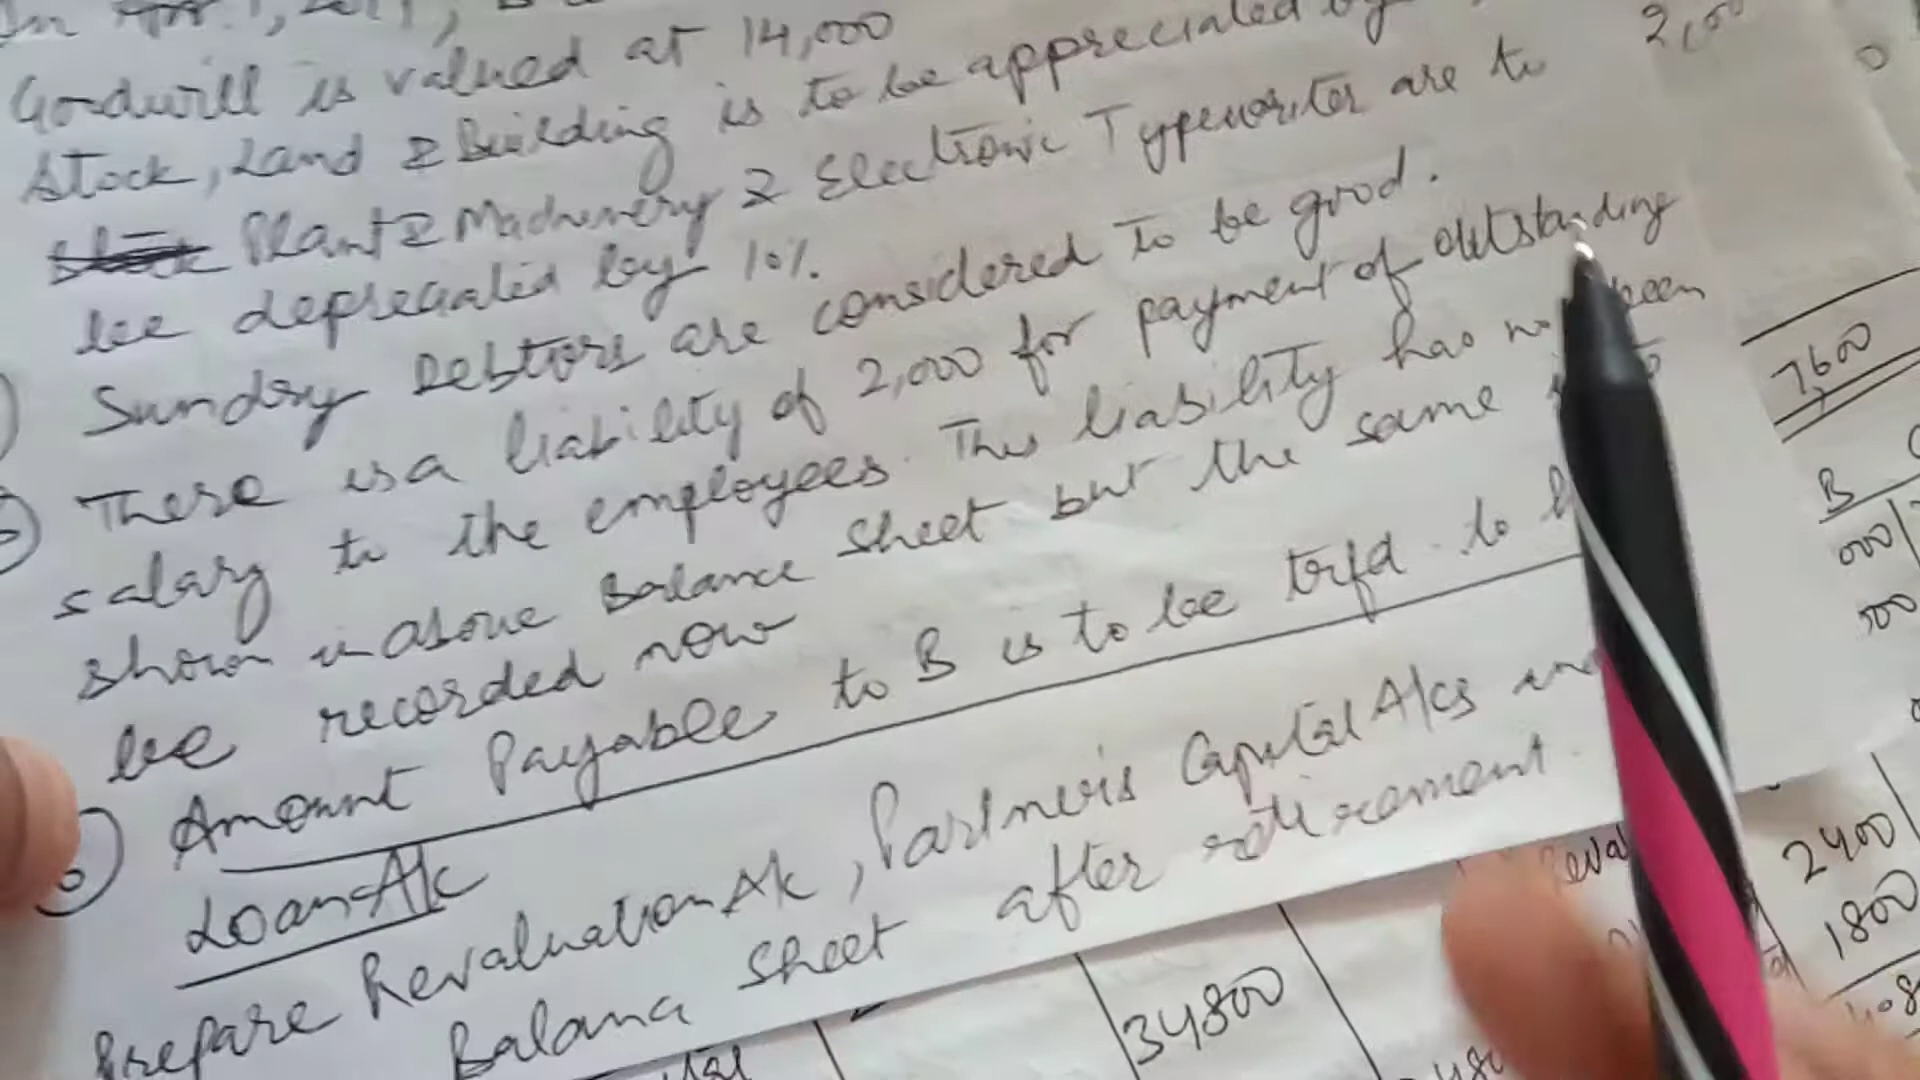 Goodwill is valued at 14,000
Stock, Land & Building is to be appreciated by
Plant & Machinery & Electronic Typewriter are to
be depreciated by 10%.
Sundry Debtors are considered to be good.
There is a liability of 2,000 for payment of outstanding
salary to the employees. This liability has not been
shown in above Balance Sheet but the same
be recorded now
Amount Payable to B is to be trfd. to
Loan A/c
Prepare Revaluation A/c, Partner's Capital A/cs and
Balance Sheet after retirement.
7,600
B
000
500
2400
1800
34800